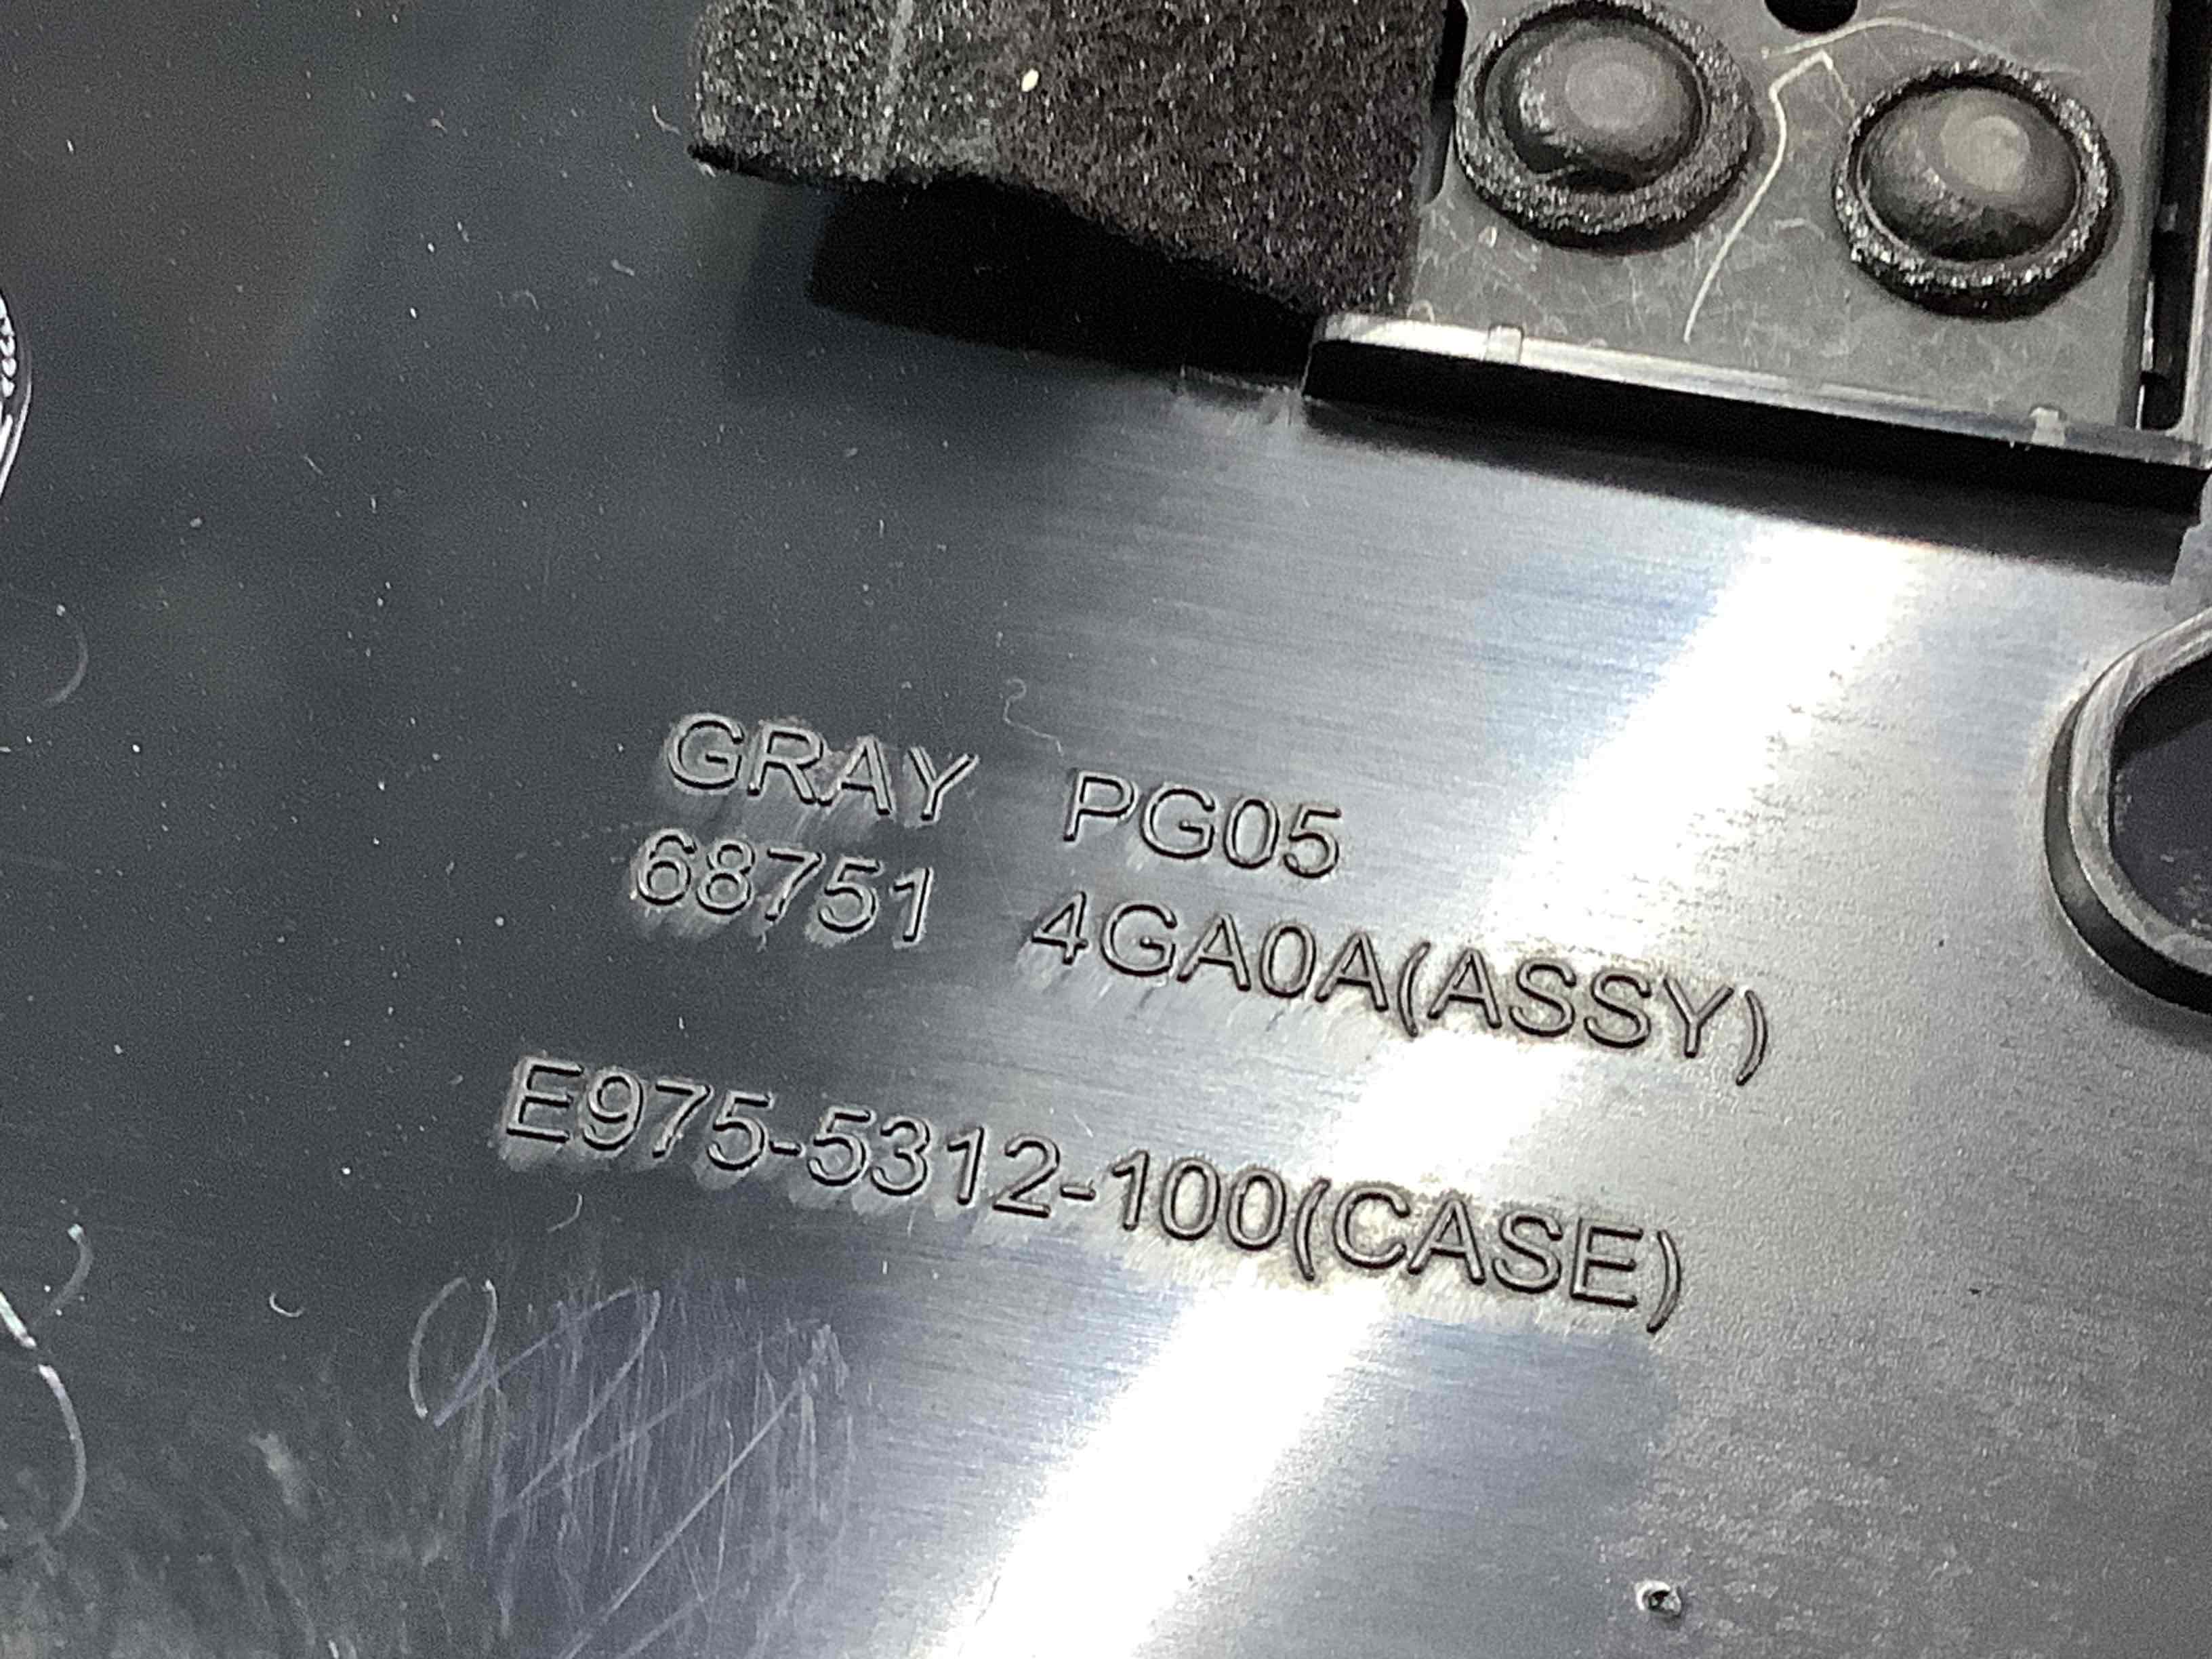 GRAY PG05
68751 4GA0A(ASSY)
E975-5312-100(CASE)